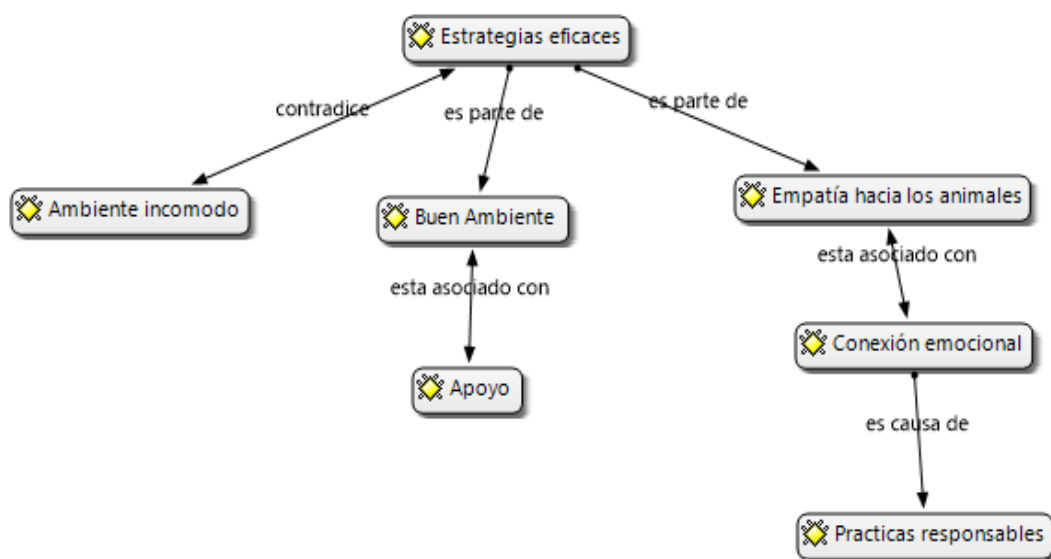 Estrategias eficaces
contradice
es parte de
es parte de
Ambiente incomodo
Buen Ambiente
Empatía hacia los animales
esta asociado con
esta asociado con
Conexión emocional
Apoyo
es causa de
Practicas responsables